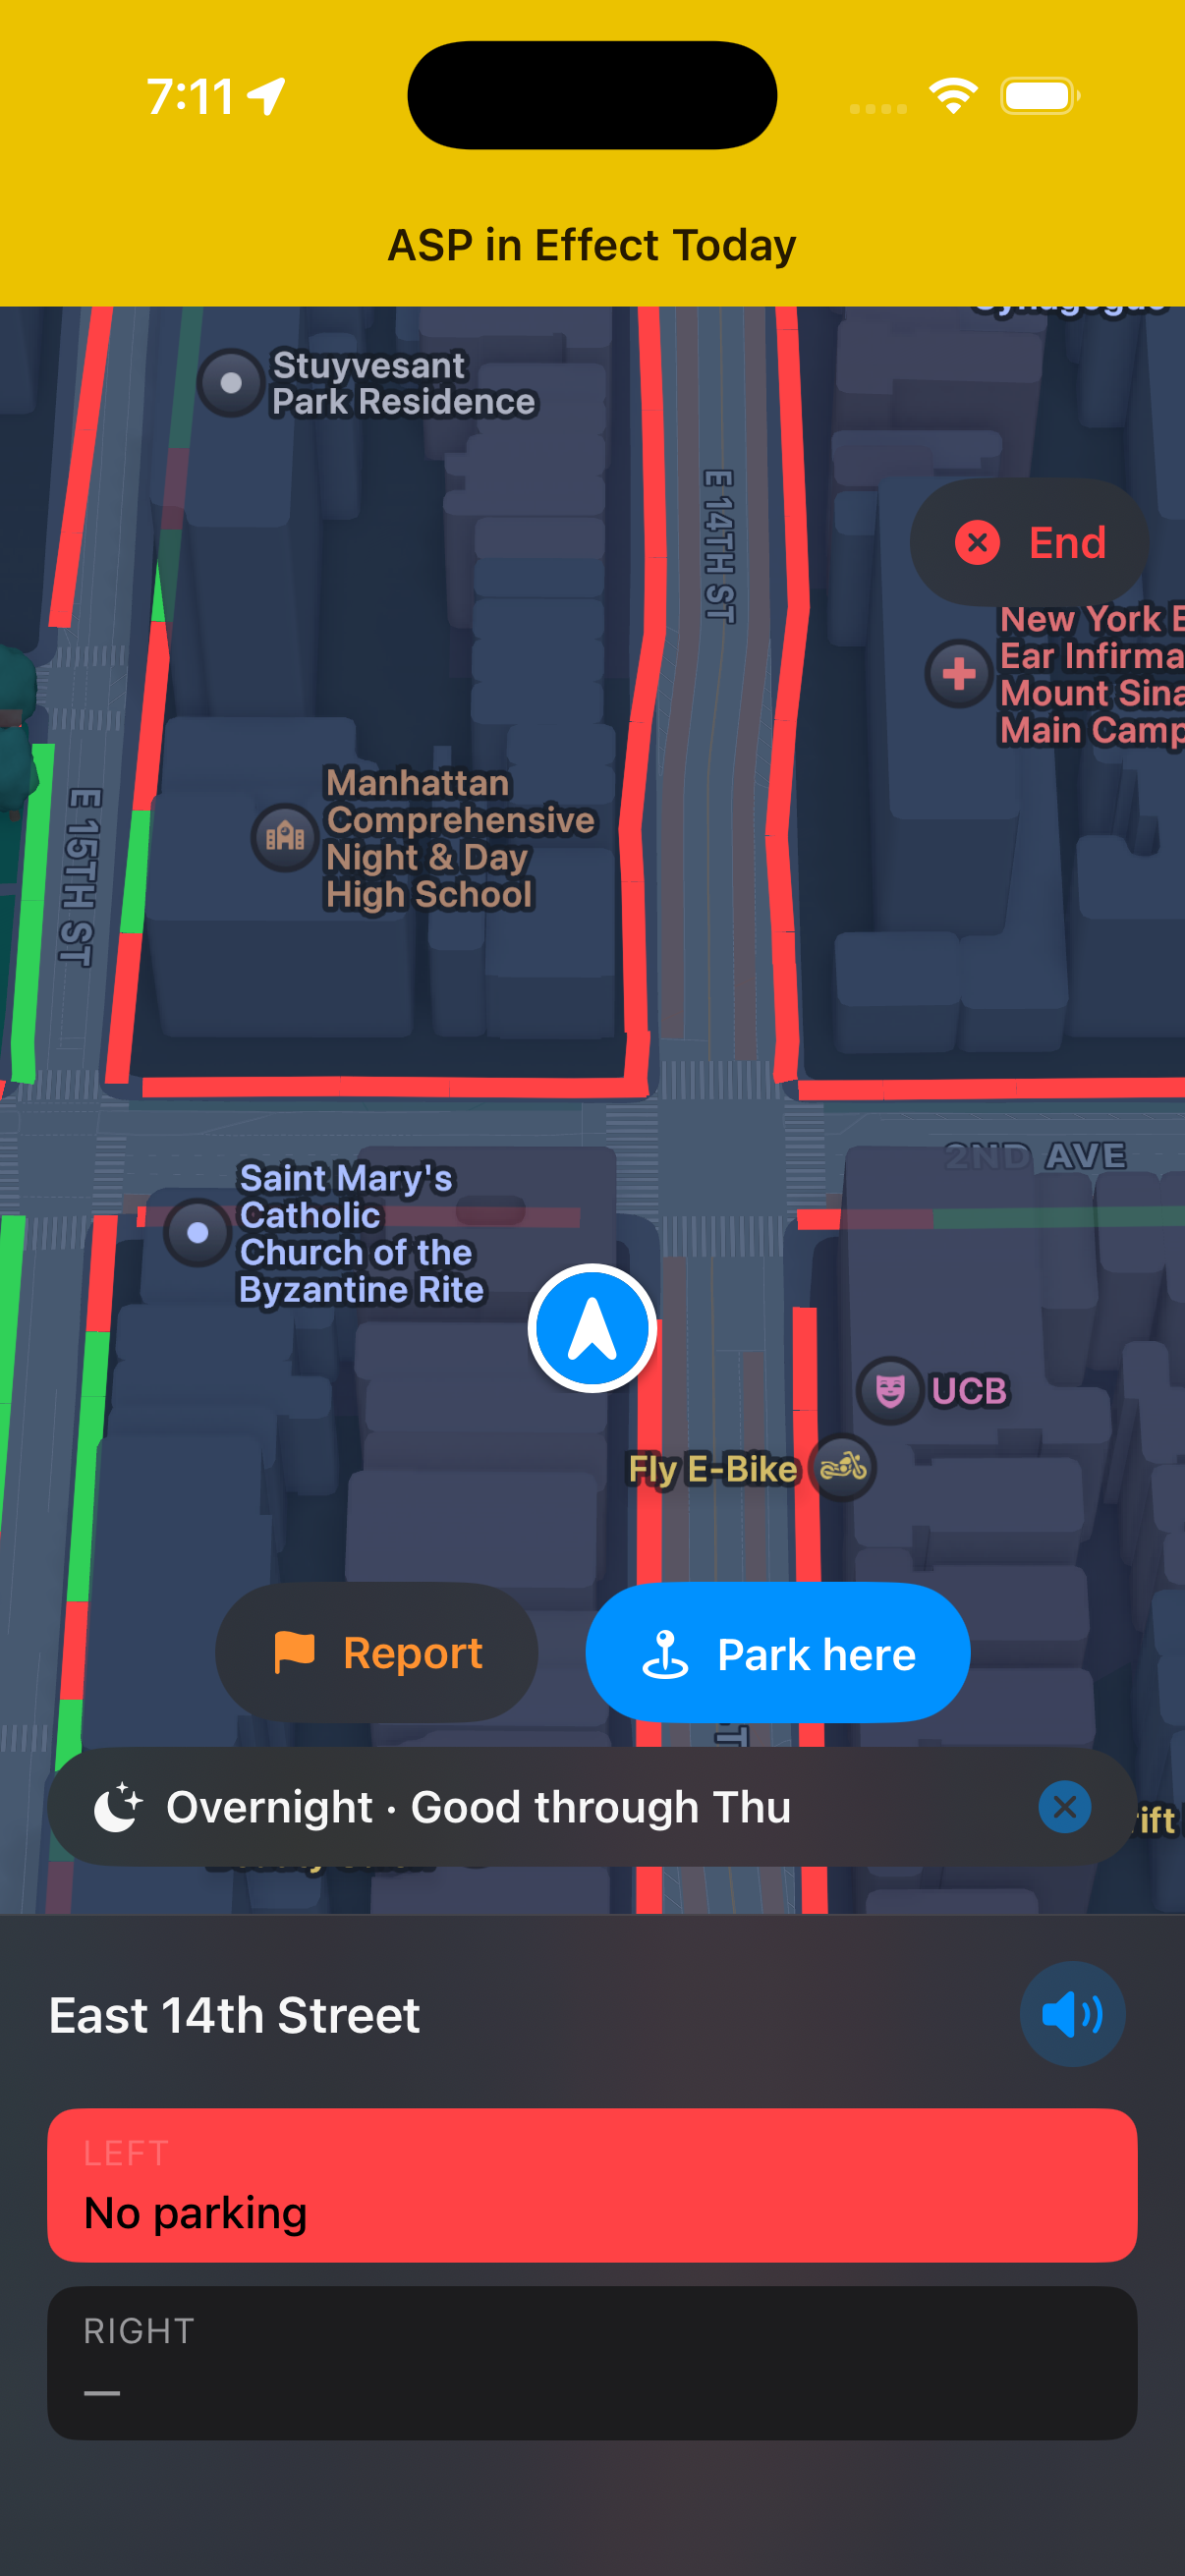 7:11
ASP in Effect Today
Stuyvesant
Park Residence
E 14TH ST
End
New York E
Ear Infirma
Mount Sina
Main Camp
Manhattan
Comprehensive
Night & Day
High School
E 15TH ST
2ND AVE
Saint Mary's
Catholic
Church of the
Byzantine Rite
UCB
Fly E-Bike
Report
Park here
Overnight · Good through Thu
East 14th Street
LEFT
No parking
RIGHT
—